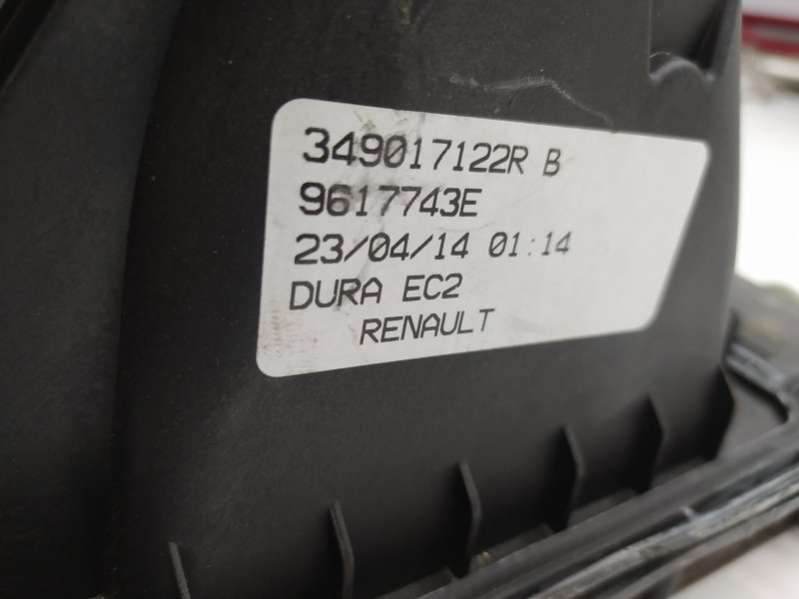 349017122R B
9617743E
23/04/14 01:14
DURA EC2
RENAULT